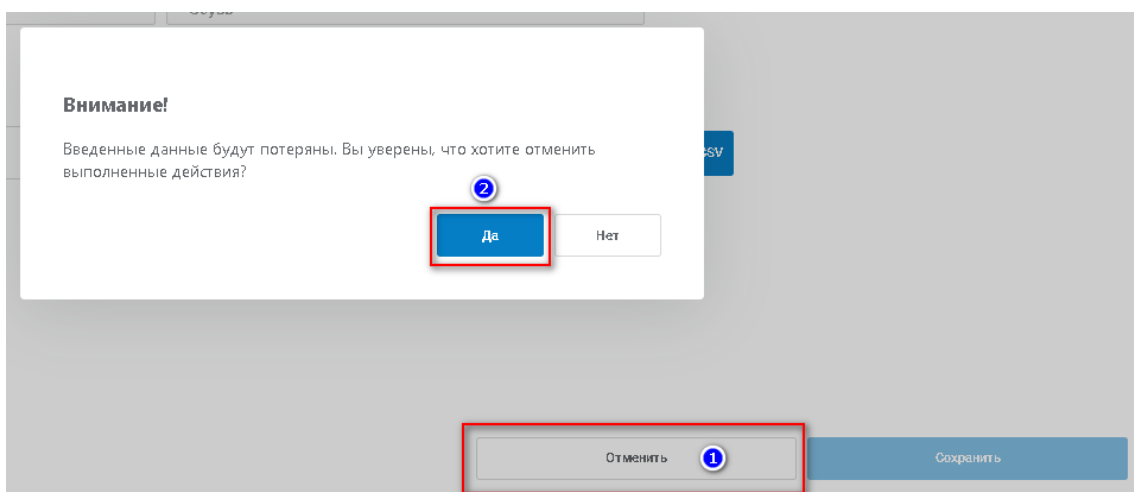 Внимание!
Введенные данные будут потеряны. Вы уверены, что хотите отменить
выполненные действия?
2
Да
Нет
Отменить
1
Сохранить